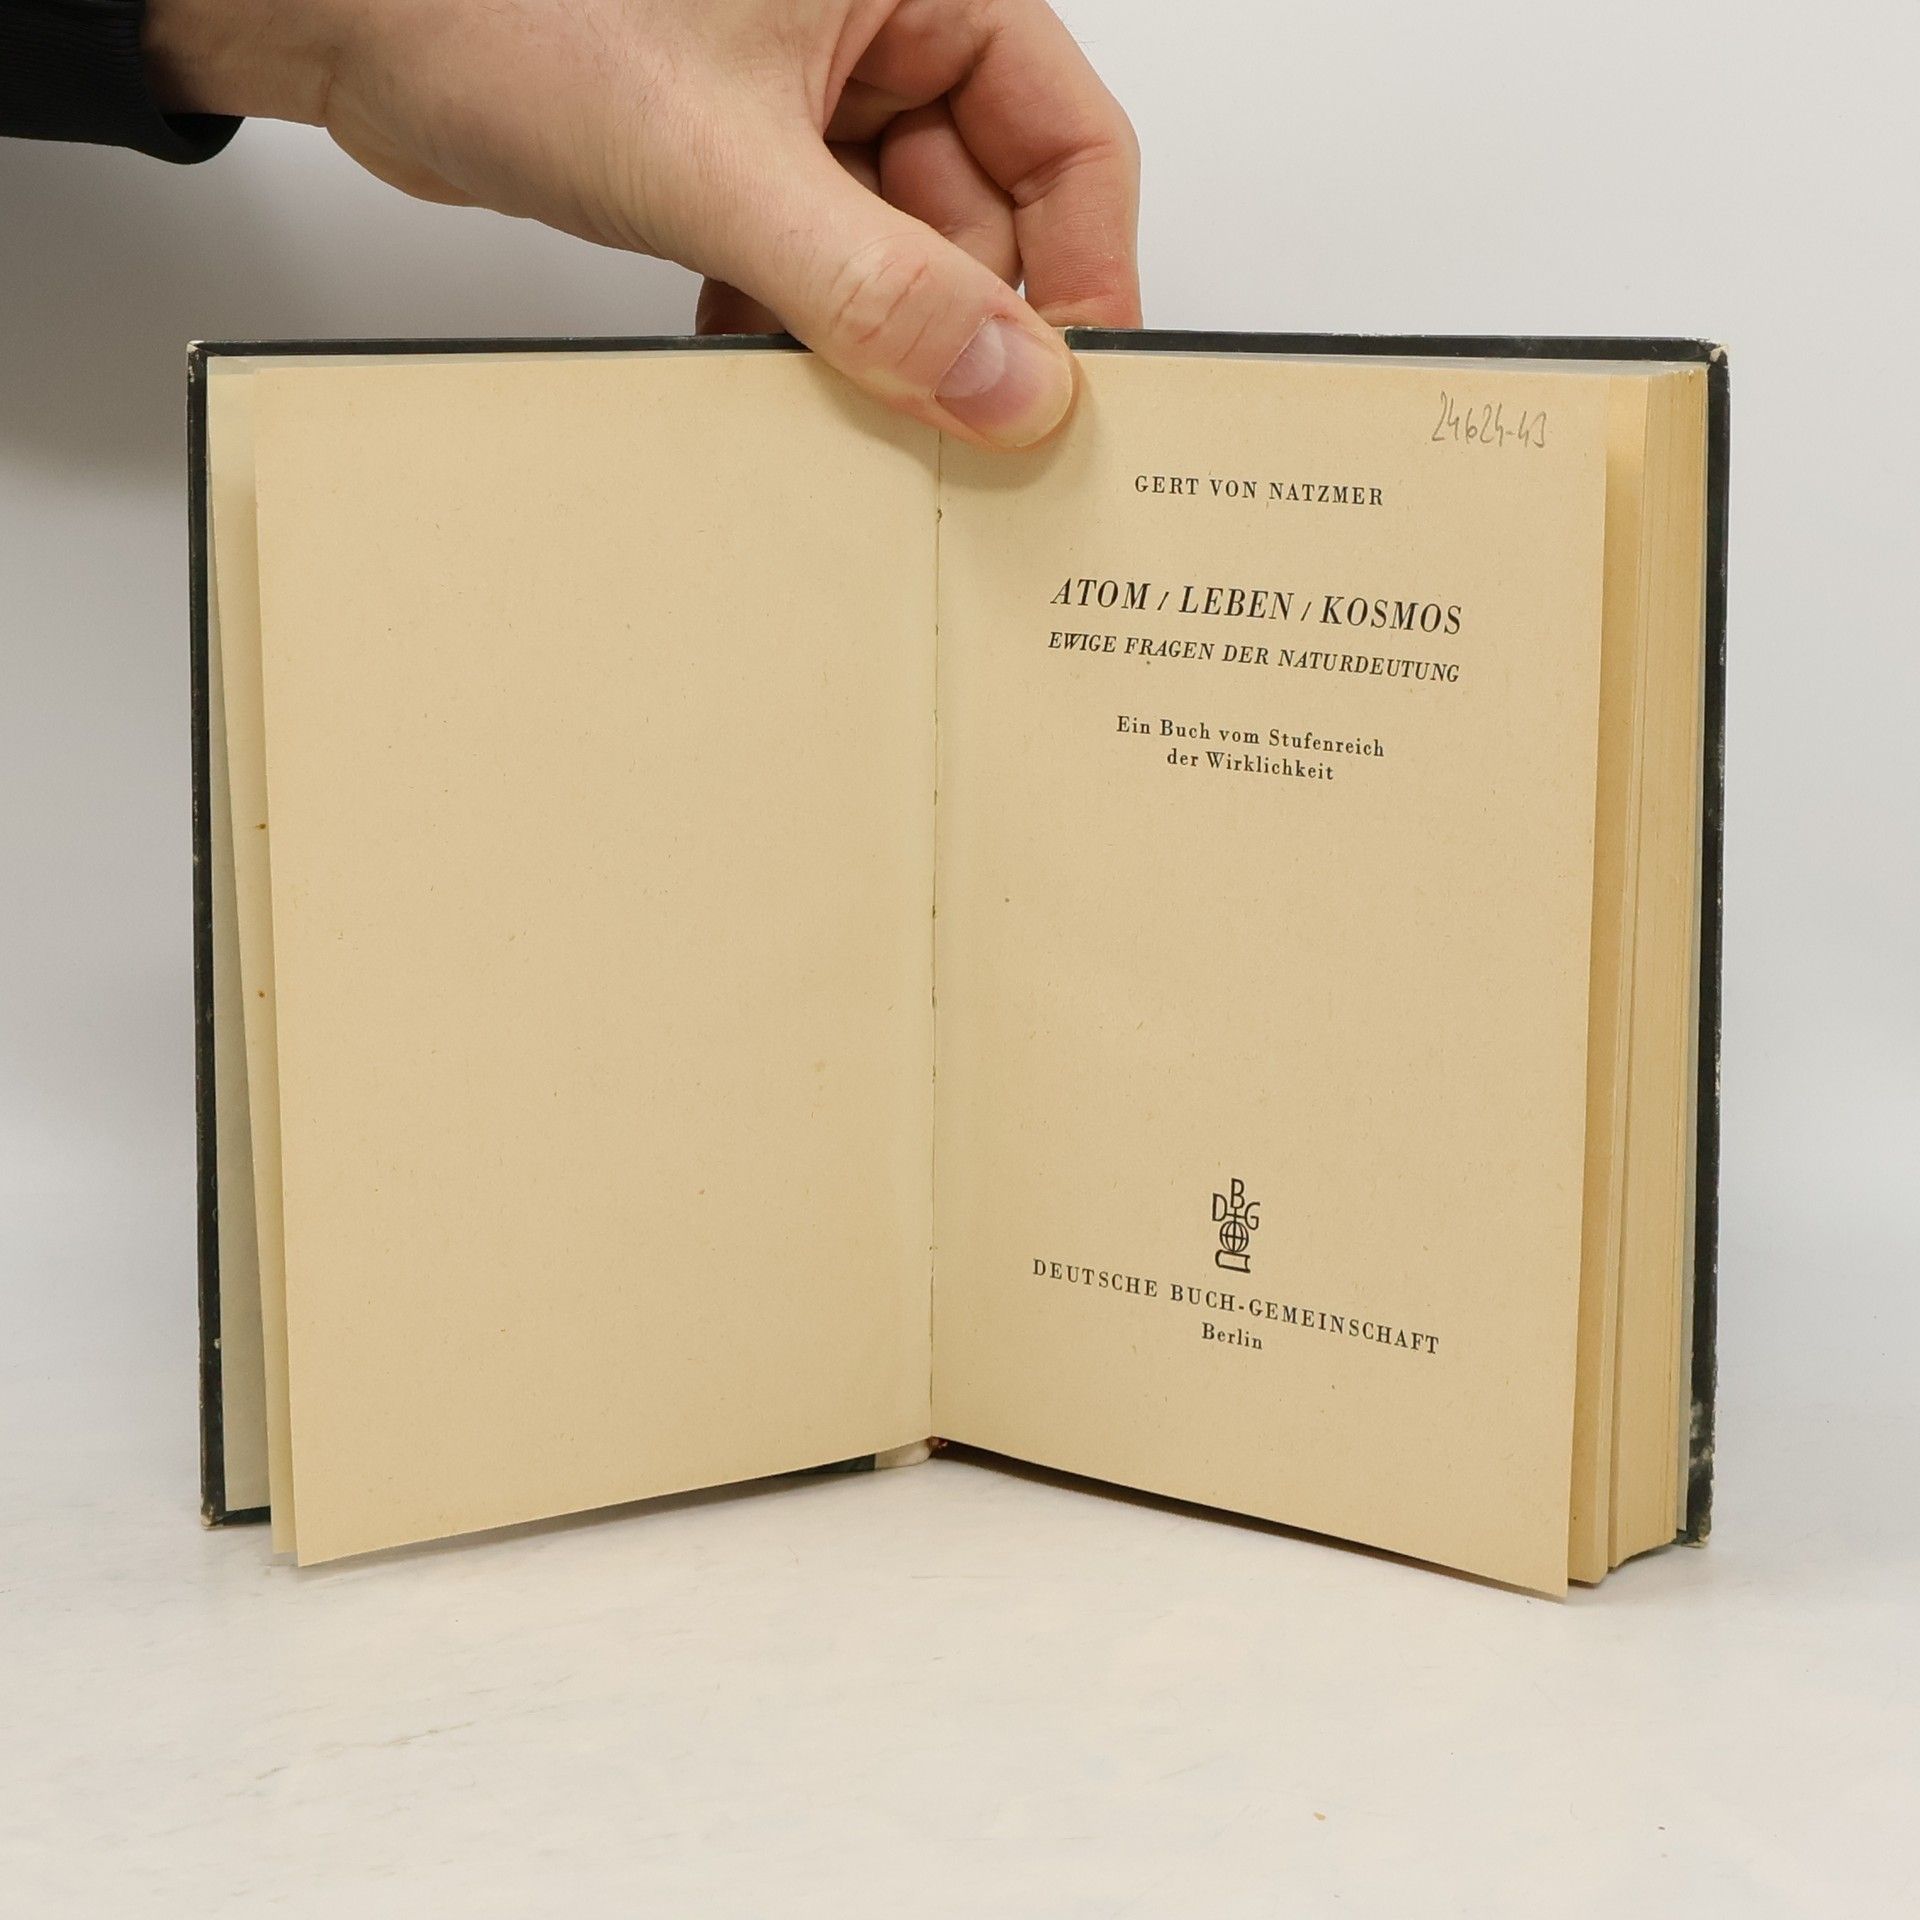 24624-43
GERT VON NATZMER
ATOM / LEBEN / KOSMOS
EWIGE FRAGEN DER NATURDEUTUNG
Ein Buch vom Stufenreich
der Wirklichkeit
DBG
DEUTSCHE BUCH-GEMEINSCHAFT
Berlin